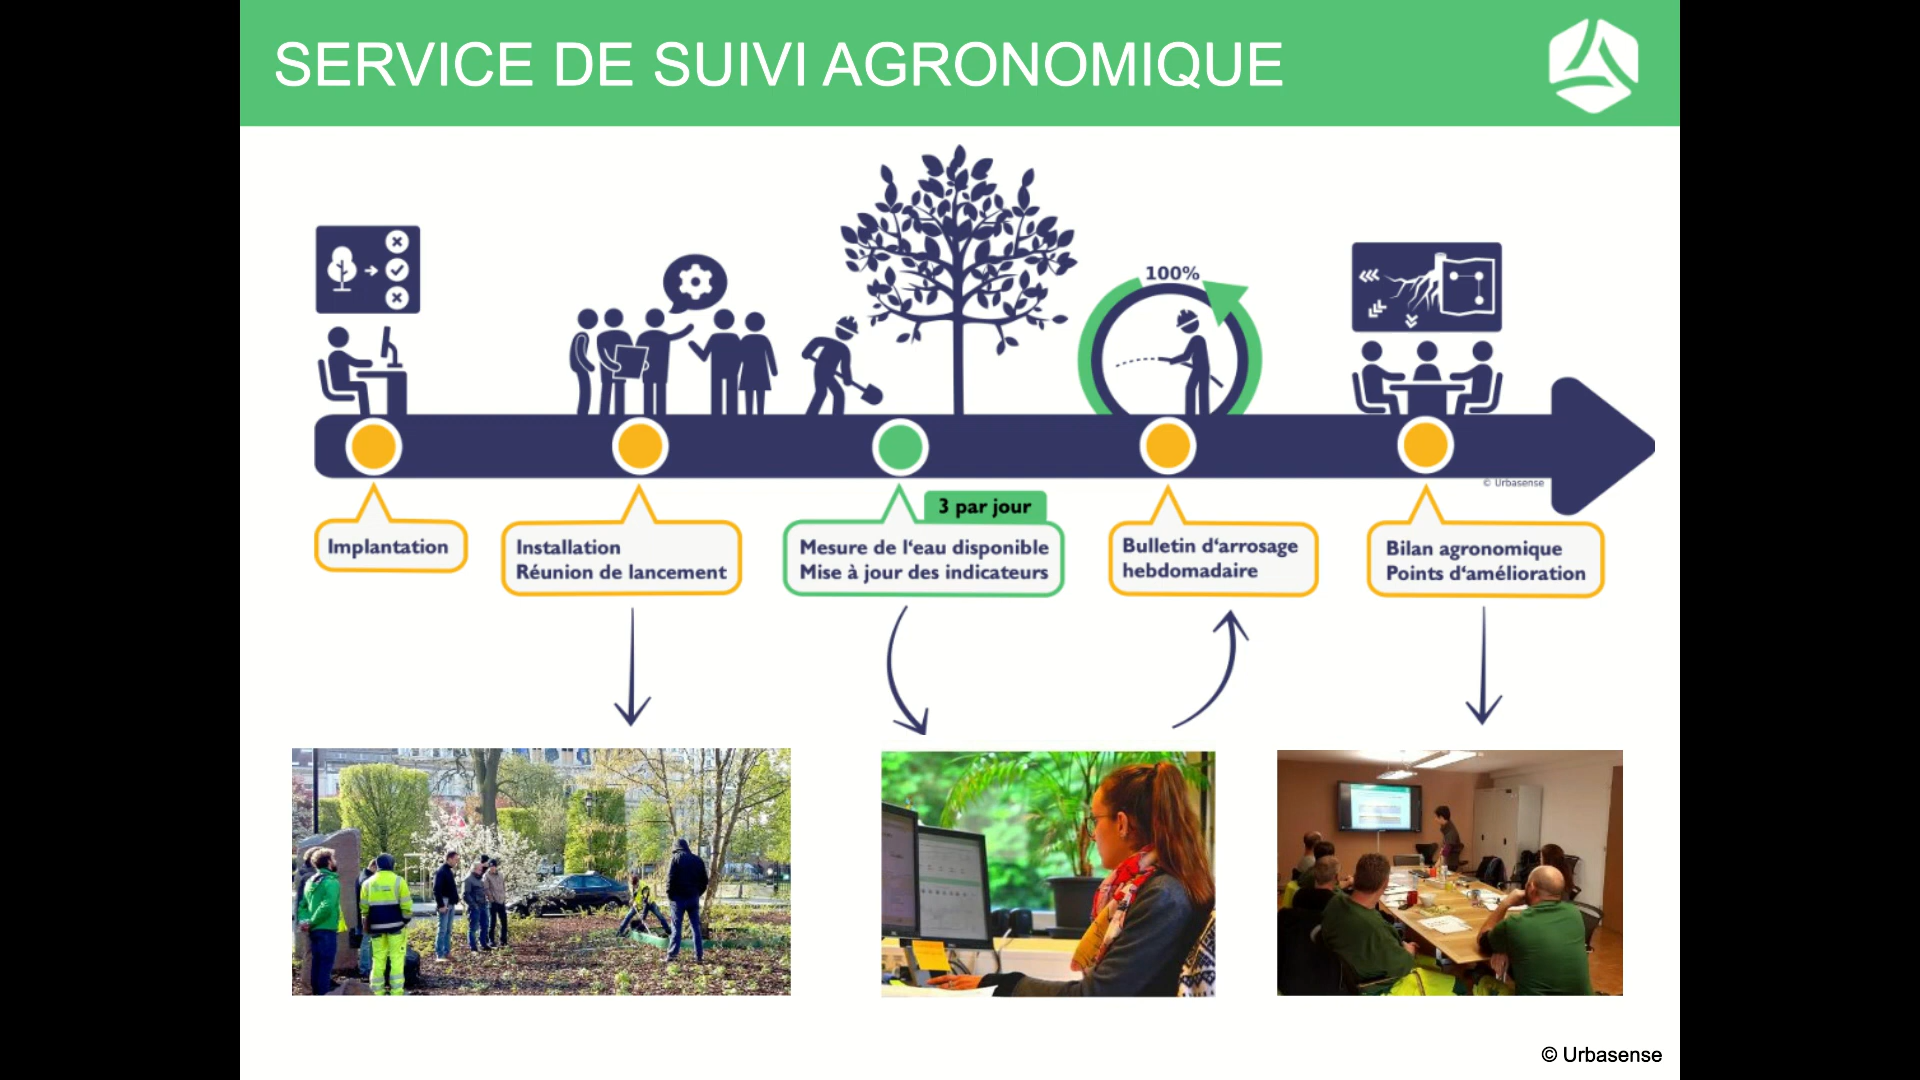 SERVICE DE SUIVI AGRONOMIQUE
100%
© Urbasense
3 par jour
Implantation
Installation
Réunion de lancement
Mesure de l'eau disponible
Mise à jour des indicateurs
Bulletin d'arrosage
hebdomadaire
Bilan agronomique
Points d'amélioration
© Urbasense